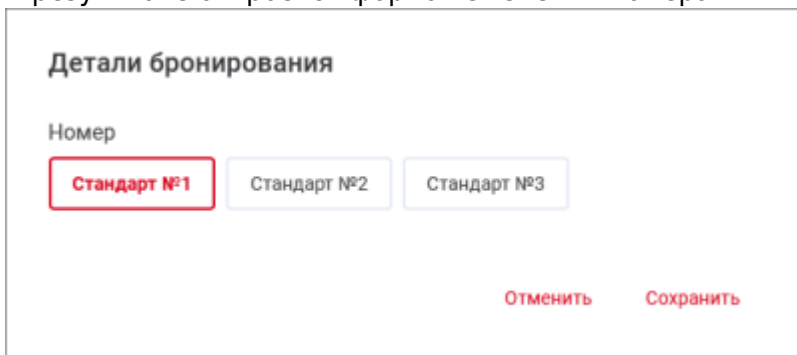 Детали бронирования
Номер
Стандарт №1 Стандарт №2 Стандарт №3
Отменить Сохранить